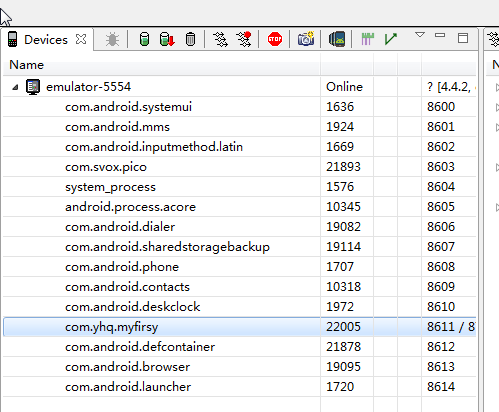 Devices
Name
emulator-5554 Online ? [4.4.2,
com.android.systemui 1636 8600
com.android.mms 1924 8601
com.android.inputmethod.latin 1669 8602
com.svox.pico 21893 8603
system_process 1576 8604
android.process.acore 10345 8605
com.android.dialer 19082 8606
com.android.sharedstoragebackup 19114 8607
com.android.phone 1707 8608
com.android.contacts 10318 8609
com.android.deskclock 1972 8610
com.yhq.myfirsy 22005 8611 / 8
com.android.defcontainer 21878 8612
com.android.browser 19095 8613
com.android.launcher 1720 8614